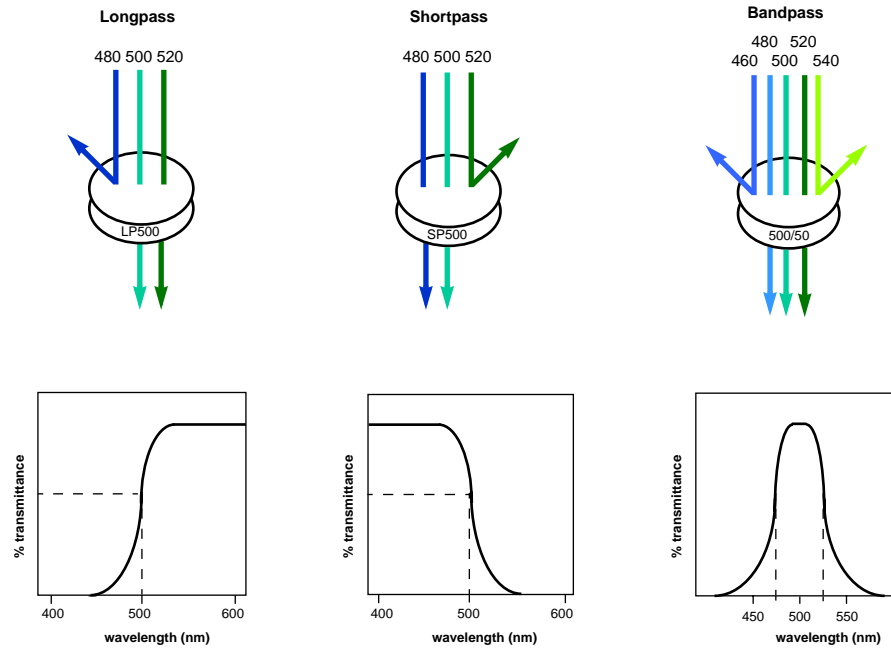 Longpass
480 500 520
LP500
% transmittance
400 500 600
wavelength (nm)
Shortpass
480 500 520
SP500
% transmittance
400 500 600
wavelength (nm)
Bandpass
480 520
460 500 540
500/50
% transmittance
450 500 550
wavelength (nm)